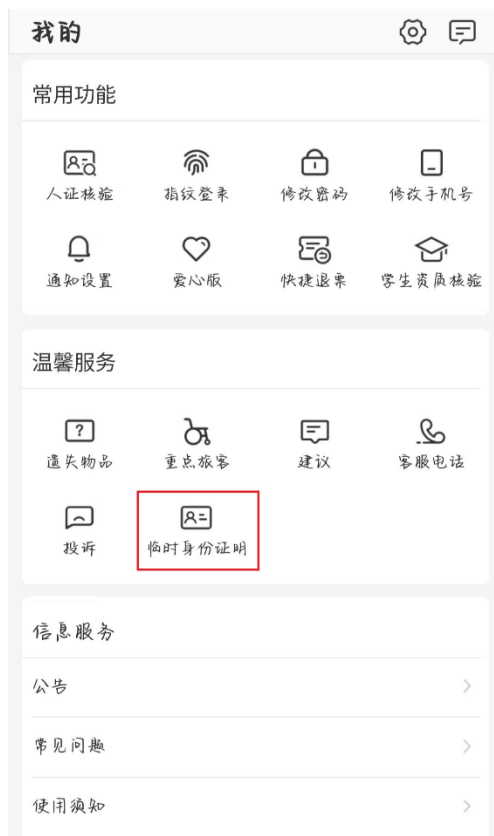 我的
常用功能
人证核验 指纹登录 修改密码 修改手机号
通知设置 爱心版 快捷退票 学生资质核验
温馨服务
遗失物品 重点旅客 建议 客服电话
投诉 临时身份证明
信息服务
公告
常见问题
使用须知